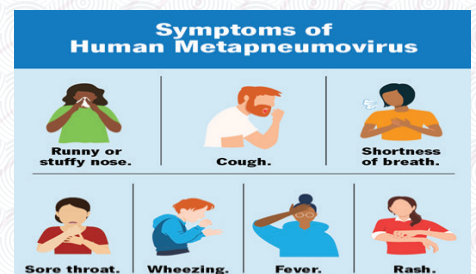 Symptoms of
Human Metapneumovirus
Runny or
stuffy nose.
Cough.
Shortness
of breath.
Sore throat.
Wheezing.
Fever.
Rash.